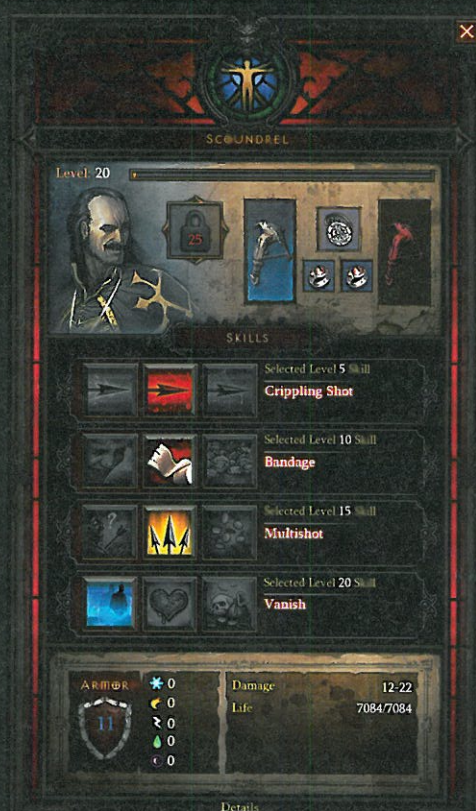 SCOUNDREL
Level: 20
25
SKILLS
Selected Level 5 Skill
Crippling Shot
Selected Level 10 Skill
Bandage
Selected Level 15 Skill
Multishot
Selected Level 20 Skill
Vanish
ARMOR
11
0
0
0
0
0
Damage 12-22
Life 7084/7084
Details